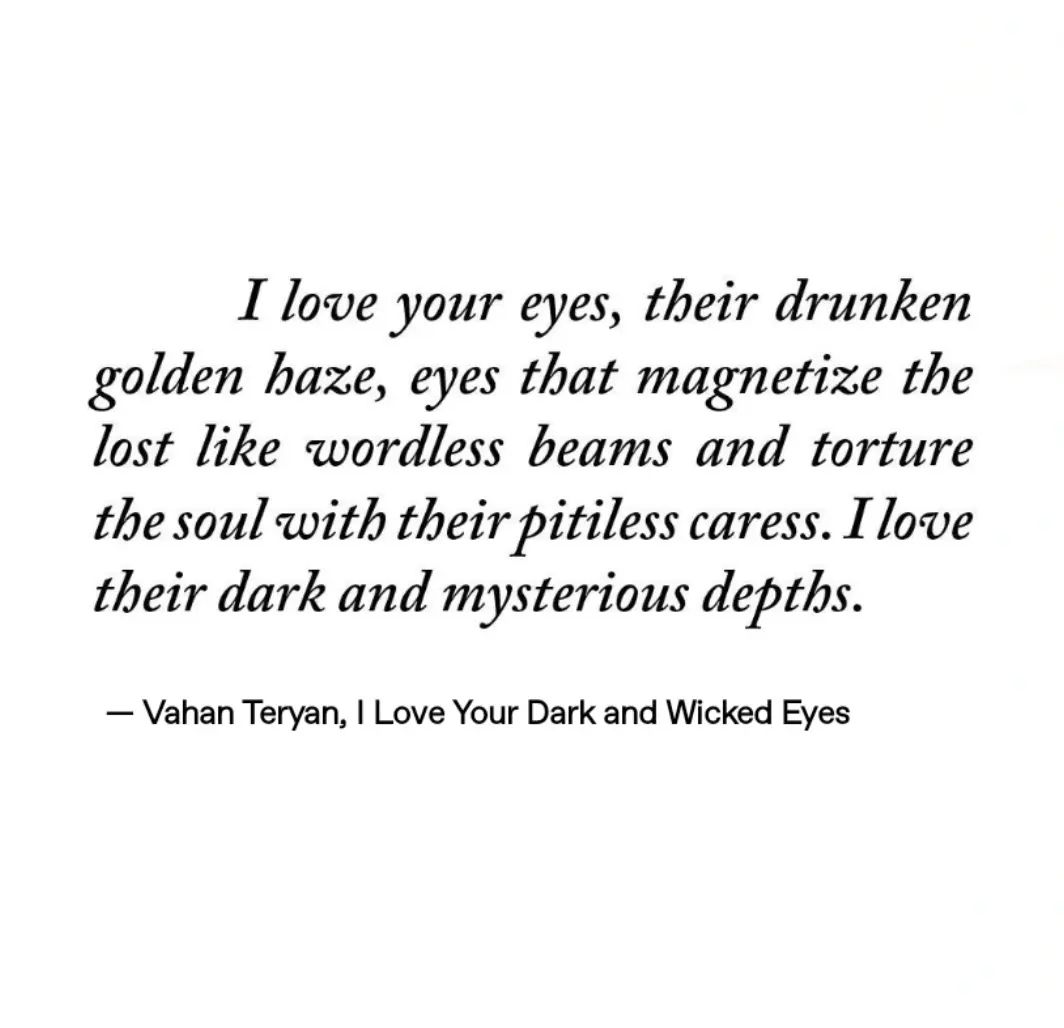 I love your eyes, their drunken
golden haze, eyes that magnetize the
lost like wordless beams and torture
the soul with their pitiless caress. I love
their dark and mysterious depths.
— Vahan Teryan, I Love Your Dark and Wicked Eyes